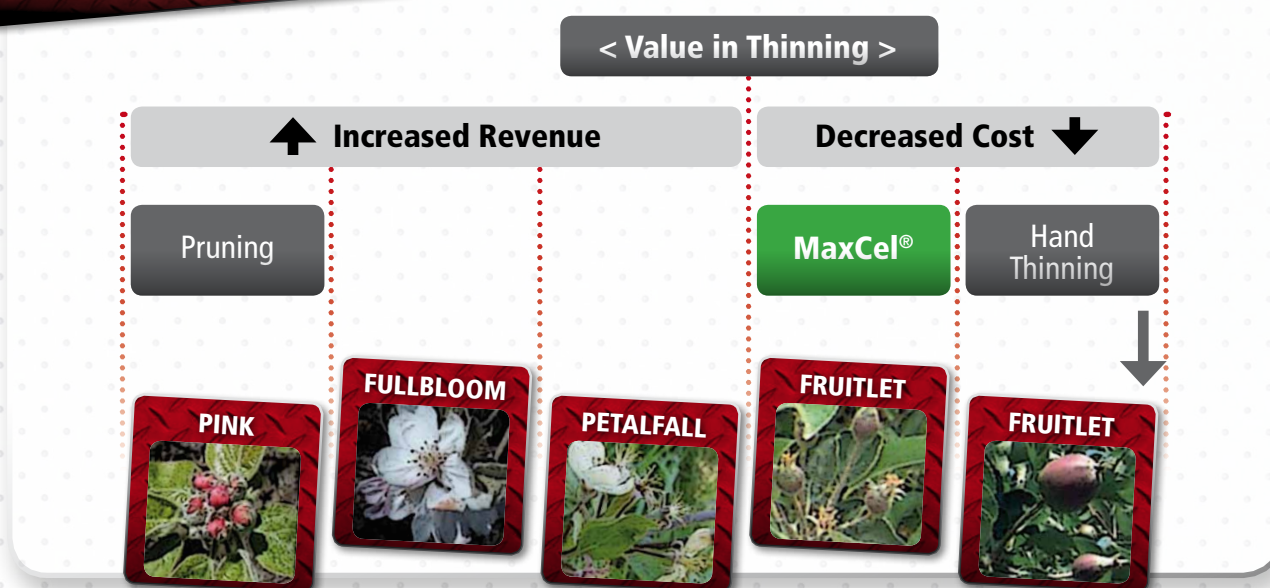 < Value in Thinning >
Increased Revenue
Decreased Cost
Pruning
MaxCel®
Hand
Thinning
PINK
FULLBLOOM
PETALFALL
FRUITLET
FRUITLET